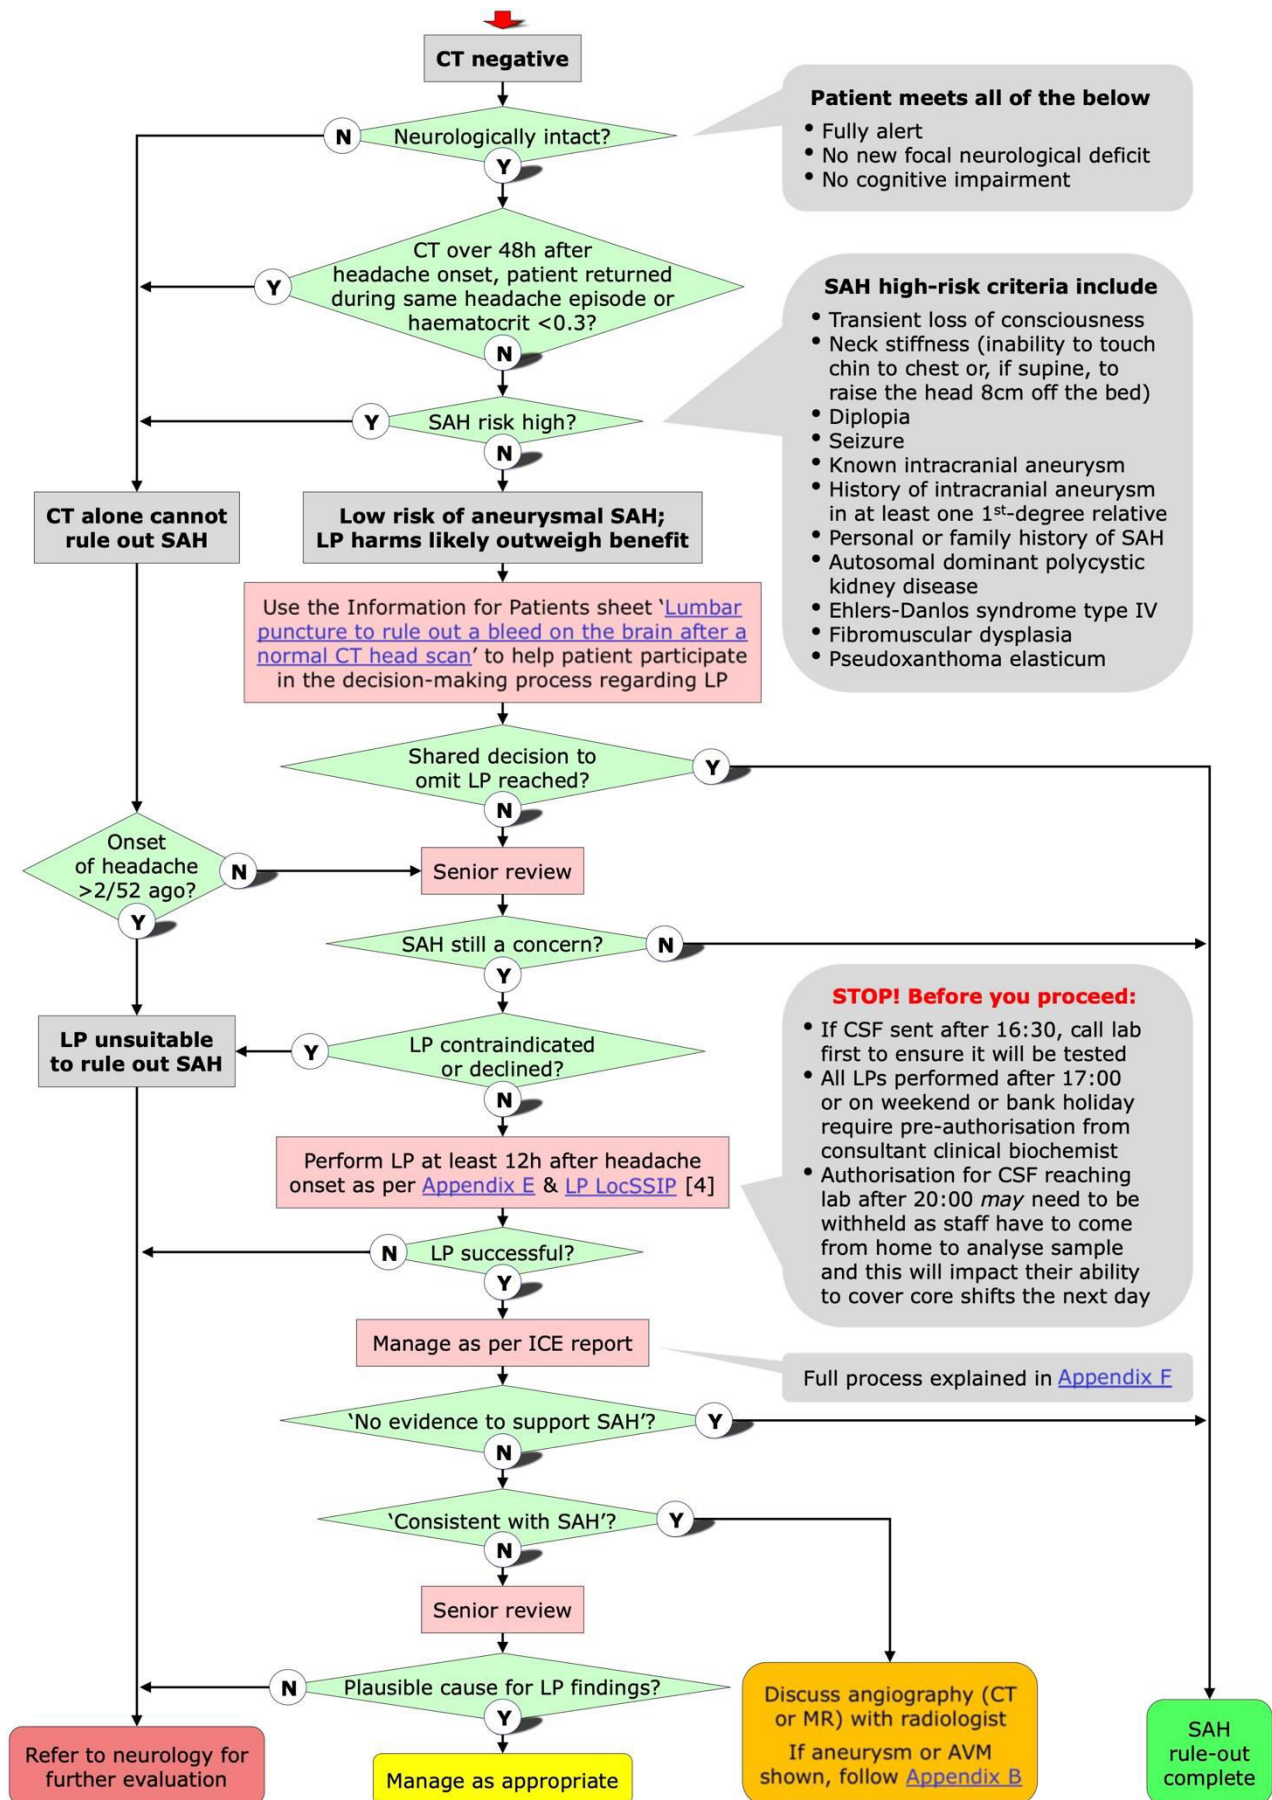 CT negative
Neurologically intact?
N
Y
Patient meets all of the below
• Fully alert
• No new focal neurological deficit
• No cognitive impairment
CT over 48h after
headache onset, patient returned
during same headache episode or
haematocrit <0.3?
Y
N
SAH high-risk criteria include
• Transient loss of consciousness
• Neck stiffness (inability to touch
chin to chest or, if supine, to
raise the head 8cm off the bed)
• Diplopia
• Seizure
• Known intracranial aneurysm
• History of intracranial aneurysm
in at least one 1st-degree relative
• Personal or family history of SAH
• Autosomal dominant polycystic
kidney disease
• Ehlers-Danlos syndrome type IV
• Fibromuscular dysplasia
• Pseudoxanthoma elasticum
SAH risk high?
Y
N
CT alone cannot
rule out SAH
Low risk of aneurysmal SAH;
LP harms likely outweigh benefit
Use the Information for Patients sheet ‘Lumbar
puncture to rule out a bleed on the brain after a
normal CT head scan’ to help patient participate
in the decision-making process regarding LP
Shared decision to
omit LP reached?
Y
N
Onset
of headache
>2/52 ago?
N
Y
Senior review
SAH still a concern?
N
Y
LP unsuitable
to rule out SAH
LP contraindicated
or declined?
Y
N
STOP! Before you proceed:
• If CSF sent after 16:30, call lab
first to ensure it will be tested
• All LPs performed after 17:00
or on weekend or bank holiday
require pre-authorisation from
consultant clinical biochemist
• Authorisation for CSF reaching
lab after 20:00 may need to be
withheld as staff have to come
from home to analyse sample
and this will impact their ability
to cover core shifts the next day
Perform LP at least 12h after headache
onset as per Appendix E & LP LocSSIP [4]
LP successful?
N
Y
Manage as per ICE report
Full process explained in Appendix F
‘No evidence to support SAH’?
Y
N
‘Consistent with SAH’?
Y
N
Senior review
Plausible cause for LP findings?
N
Y
Refer to neurology for
further evaluation
Manage as appropriate
Discuss angiography (CT
or MR) with radiologist
If aneurysm or AVM
shown, follow Appendix B
SAH
rule-out
complete